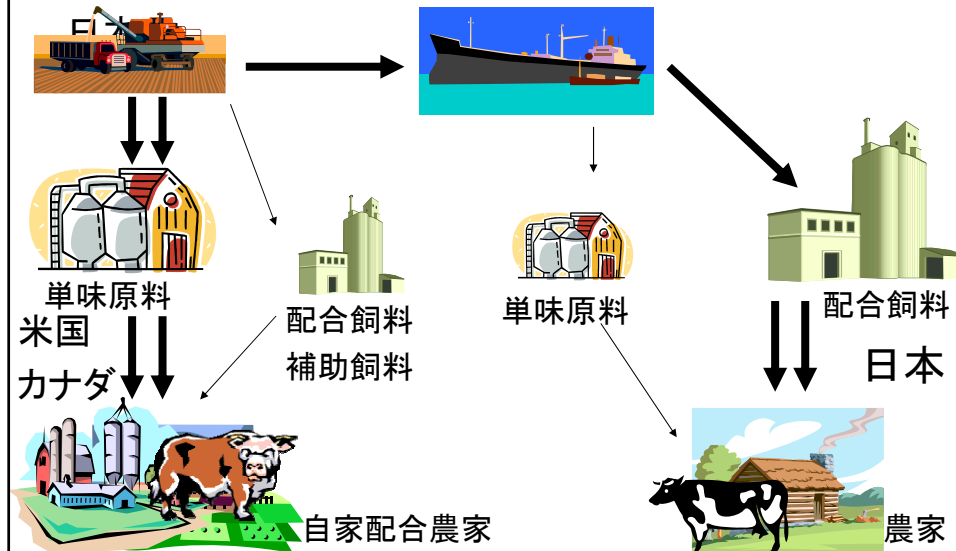 単味原料
配合飼料
補助飼料
単味原料
配合飼料
米国
カナダ
日本
自家配合農家
農家